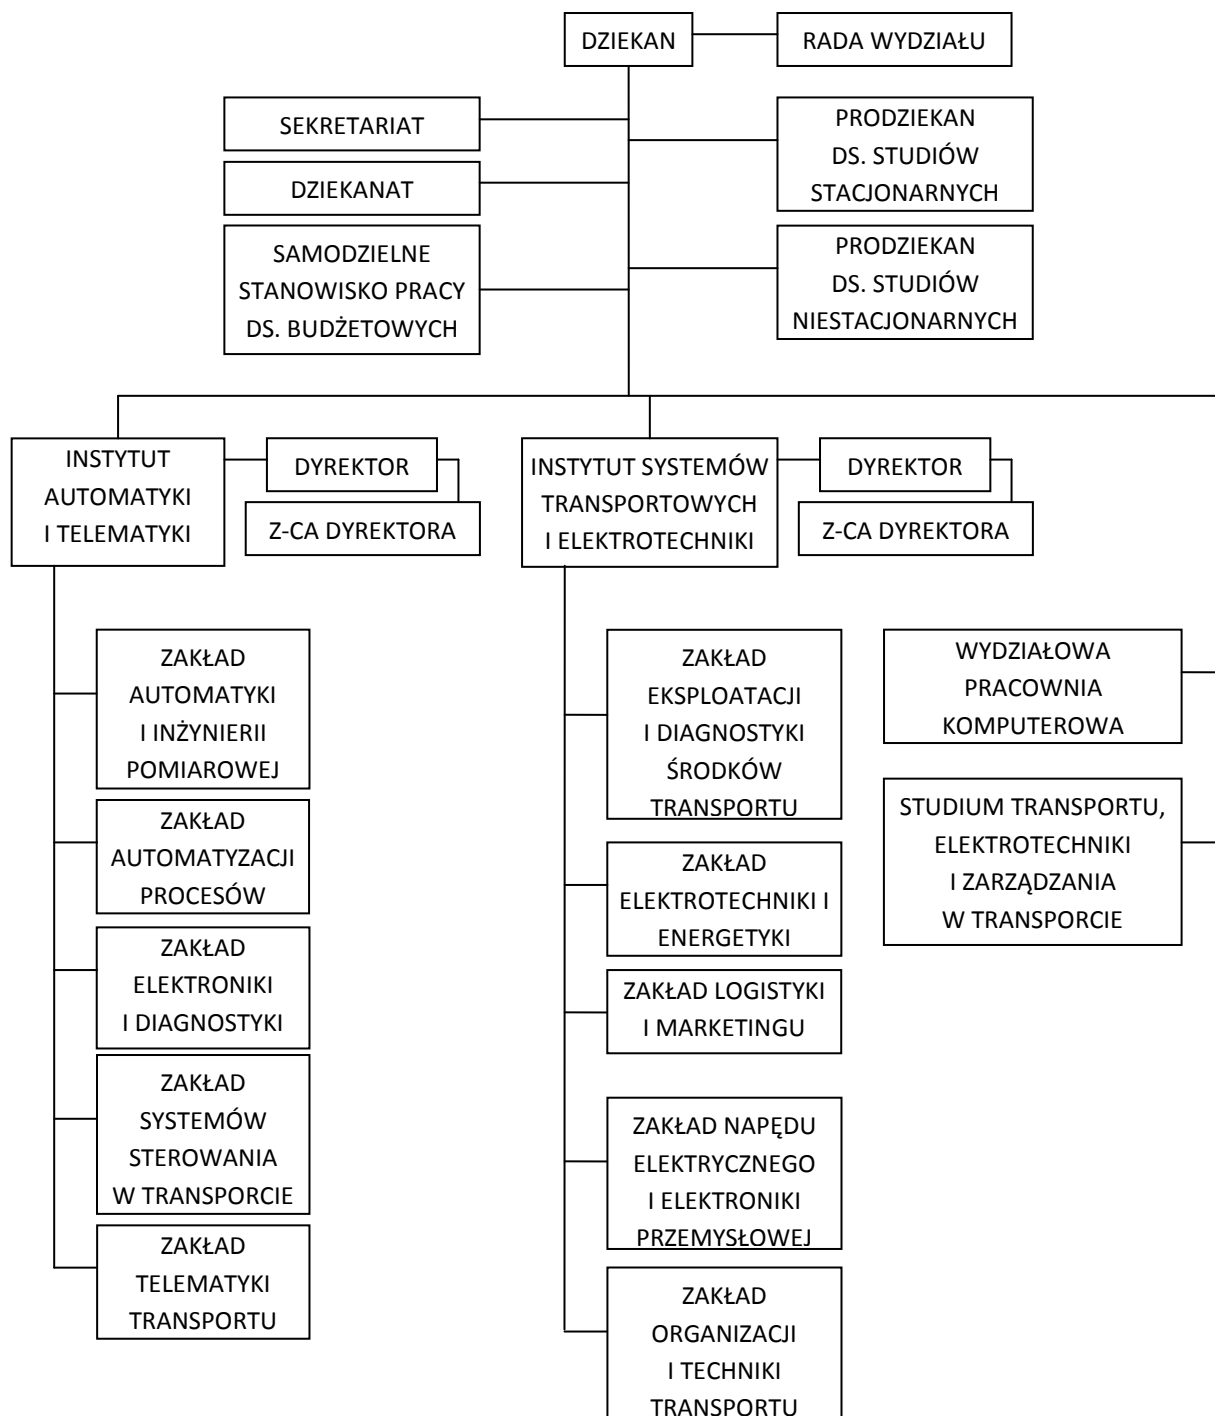 DZIEKAN
RADA WYDZIAŁU
SEKRETARIAT
PRODZIEKAN
DS. STUDIÓW
STACJONARNYCH
DZIEKANAT
SAMODZIELNE
STANOWISKO PRACY
DS. BUDŻETOWYCH
PRODZIEKAN
DS. STUDIÓW
NIESTACJONARNYCH
INSTYTUT
AUTOMATYKI
I TELEMATYKI
DYREKTOR
Z-CA DYREKTORA
INSTYTUT SYSTEMÓW
TRANSPORTOWYCH
I ELEKTROTECHNIKI
DYREKTOR
Z-CA DYREKTORA
ZAKŁAD
AUTOMATYKI
I INŻYNIERII
POMIAROWEJ
ZAKŁAD
AUTOMATYZACJI
PROCESÓW
ZAKŁAD
ELEKTRONIKI
I DIAGNOSTYKI
ZAKŁAD
SYSTEMÓW
STEROWANIA
W TRANSPORCIE
ZAKŁAD
TELEMATYKI
TRANSPORTU
ZAKŁAD
EKSPLOATACJI
I DIAGNOSTYKI
ŚRODKÓW
TRANSPORTU
ZAKŁAD
ELEKTROTECHNIKI I
ENERGETYKI
ZAKŁAD LOGISTYKI
I MARKETINGU
ZAKŁAD NAPĘDU
ELEKTRYCZNEGO
I ELEKTRONIKI
PRZEMYSŁOWEJ
ZAKŁAD
ORGANIZACJI
I TECHNIKI
TRANSPORTU
WYDZIAŁOWA
PRACOWNIA
KOMPUTEROWA
STUDIUM TRANSPORTU,
ELEKTROTECHNIKI
I ZARZĄDZANIA
W TRANSPORCIE